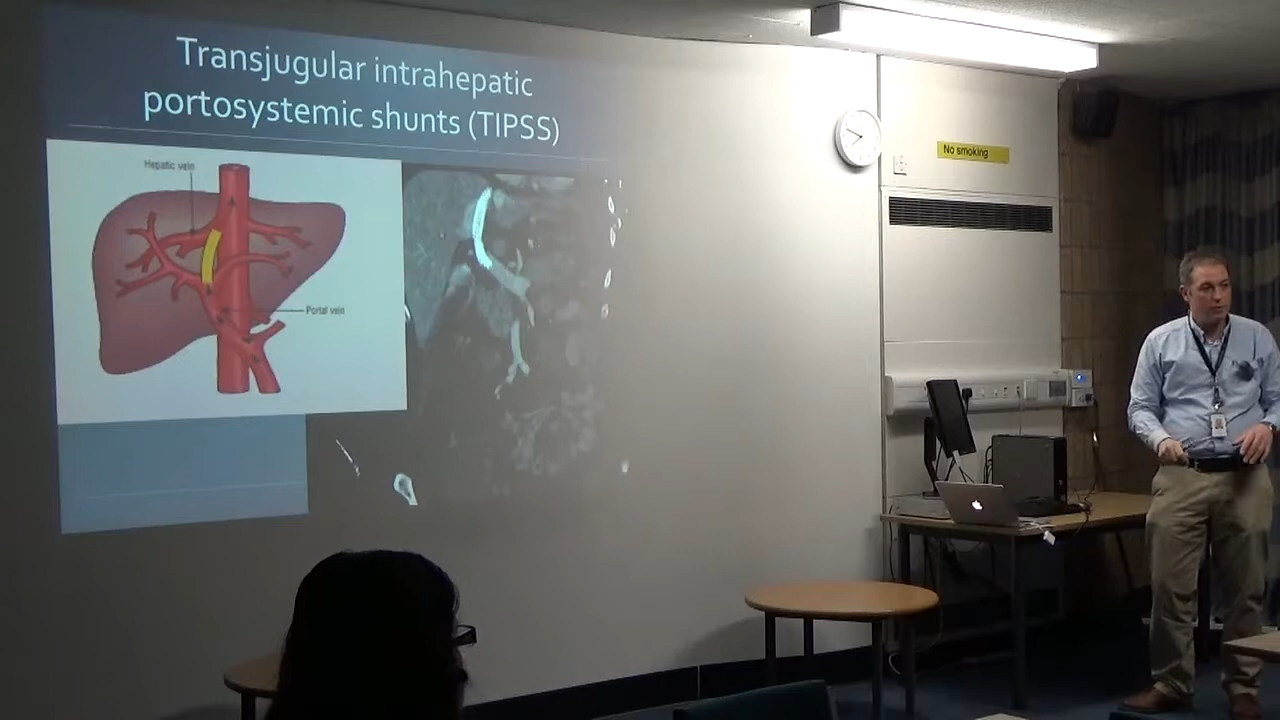 Transjugular intrahepatic
portosystemic shunts (TIPSS)
Hepatic vein
Portal vein
No smoking